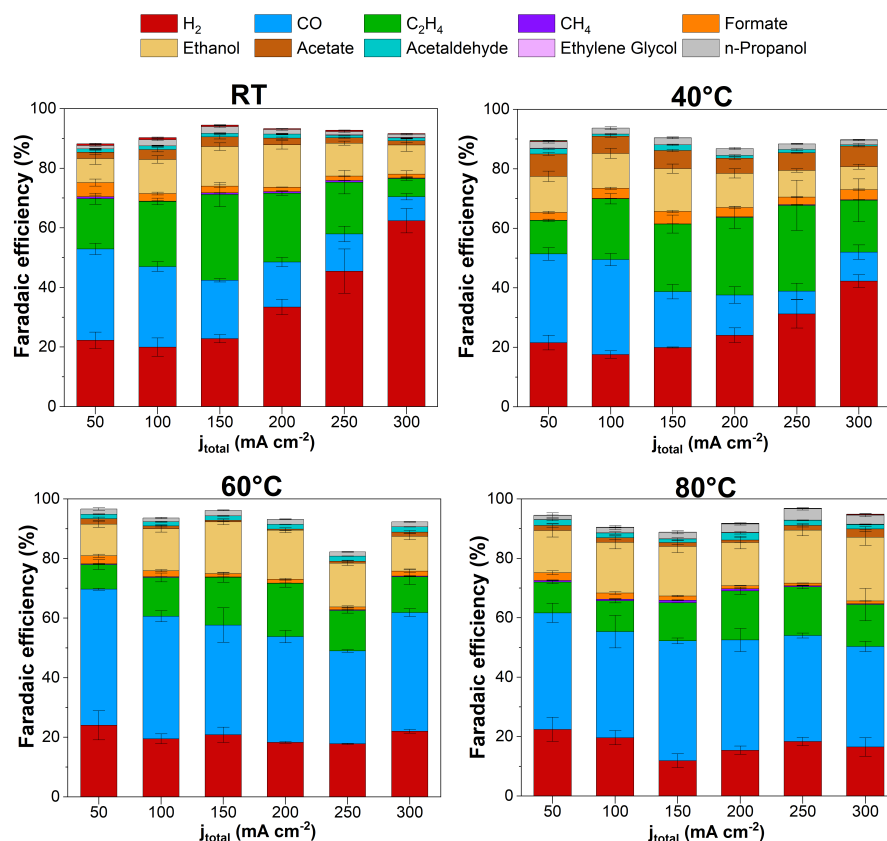 H₂ CO C₂H₄ CH₄ Formate
Ethanol Acetate Acetaldehyde Ethylene Glycol n-Propanol
RT
Faradaic efficiency (%)
100
80
60
40
20
0
50 100 150 200 250 300
j_total (mA cm⁻²)
40°C
Faradaic efficiency (%)
100
80
60
40
20
0
50 100 150 200 250 300
j_total (mA cm⁻²)
60°C
Faradaic efficiency (%)
100
80
60
40
20
0
50 100 150 200 250 300
j_total (mA cm⁻²)
80°C
Faradaic efficiency (%)
100
80
60
40
20
0
50 100 150 200 250 300
j_total (mA cm⁻²)